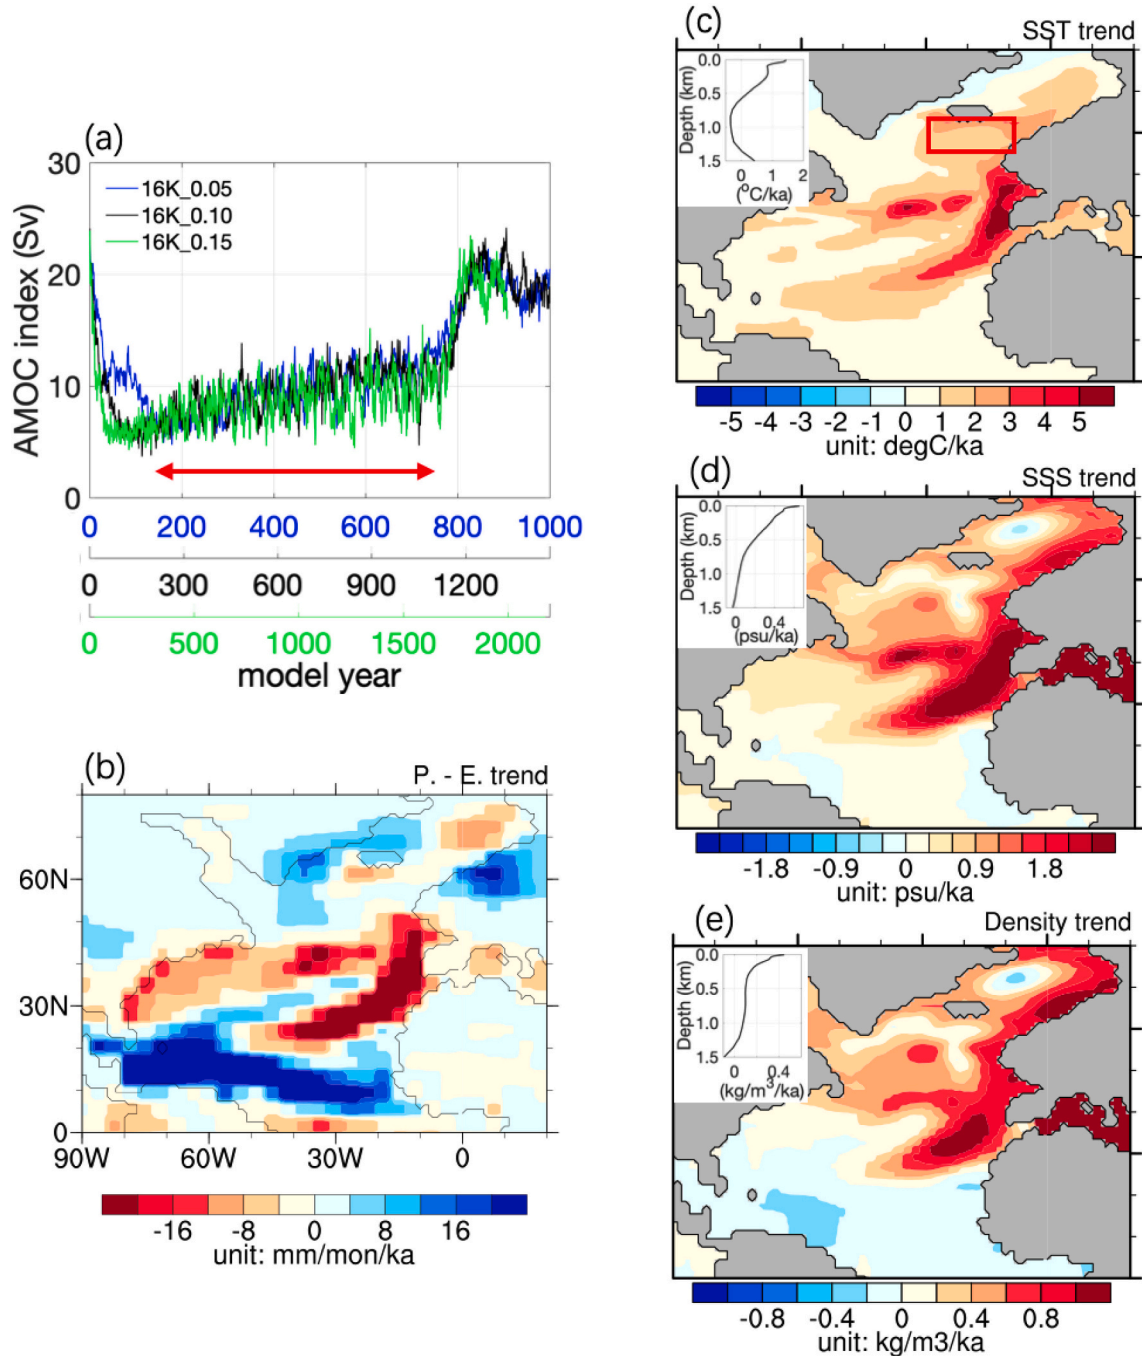 (a)
30
20
10
0
AMOC index (Sv)
16K_0.05
16K_0.10
16K_0.15
0 200 400 600 800 1000
0 300 600 900 1200
0 500 1000 1500 2000
model year
(b)
P. - E. trend
60N
30N
0
90W 60W 30W 0
-16 -8 0 8 16
unit: mm/mon/ka
(c)
SST trend
Depth (km)
0.0
0.5
1.0
1.5
0 1 2
(°C/ka)
-5 -4 -3 -2 -1 0 1 2 3 4 5
unit: degC/ka
(d)
SSS trend
Depth (km)
0.0
0.5
1.0
1.5
0 0.4
(psu/ka)
-1.8 -0.9 0 0.9 1.8
unit: psu/ka
(e)
Density trend
Depth (km)
0.0
0.5
1.0
1.5
0 0.4
(kg/m³/ka)
-0.8 -0.4 0 0.4 0.8
unit: kg/m3/ka